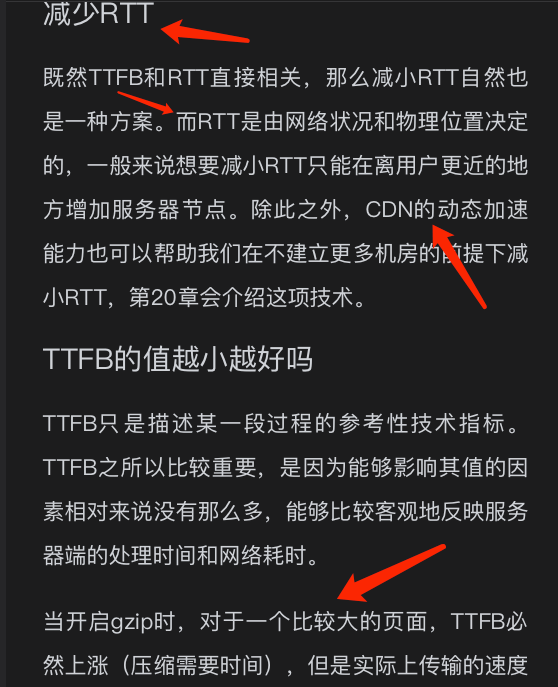 减少RTT
既然TTFB和RTT直接相关，那么减小RTT自然也
是一种方案。而RTT是由网络状况和物理位置决定
的，一般来说想要减小RTT只能在离用户更近的地
方增加服务器节点。除此之外，CDN的动态加速
能力也可以帮助我们在不建立更多机房的前提下减
小RTT，第20章会介绍这项技术。
TTFB的值越小越好吗
TTFB只是描述某一段过程的参考性技术指标。
TTFB之所以比较重要，是因为能够影响其值的因
素相对来说没有那么多，能够比较客观地反映服务
器端的处理时间和网络耗时。
当开启gzip时，对于一个比较大的页面，TTFB必
然上涨（压缩需要时间），但是实际上传输的速度